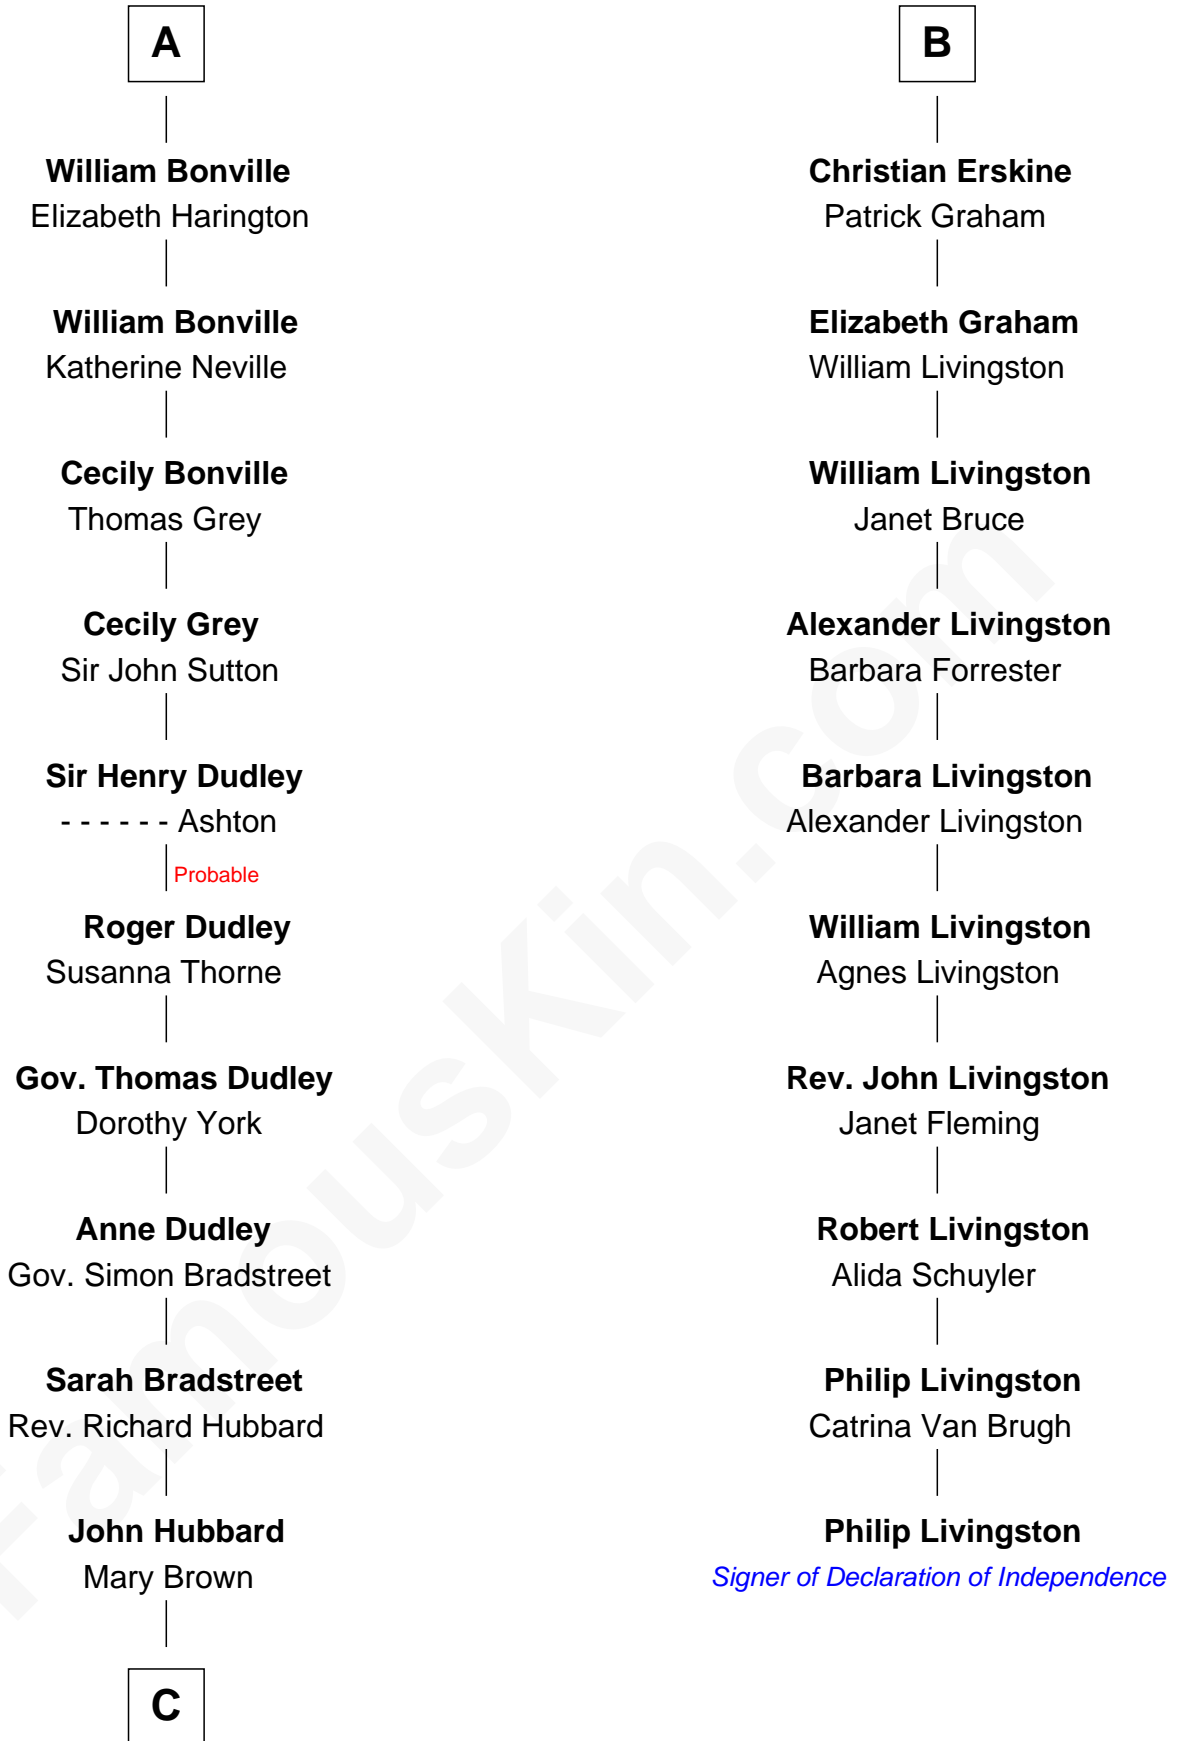 A
William Bonville
Elizabeth Harington
William Bonville
Katherine Neville
Cecily Bonville
Thomas Grey
Cecily Grey
Sir John Sutton
Sir Henry Dudley
- - - - - - Ashton
Probable
Roger Dudley
Susanna Thorne
Gov. Thomas Dudley
Dorothy York
Anne Dudley
Gov. Simon Bradstreet
Sarah Bradstreet
Rev. Richard Hubbard
John Hubbard
Mary Brown
C
B
Christian Erskine
Patrick Graham
Elizabeth Graham
William Livingston
William Livingston
Janet Bruce
Alexander Livingston
Barbara Forrester
Barbara Livingston
Alexander Livingston
William Livingston
Agnes Livingston
Rev. John Livingston
Janet Fleming
Robert Livingston
Alida Schuyler
Philip Livingston
Catrina Van Brugh
Philip Livingston
Signer of Declaration of Independence
FamousKin.com